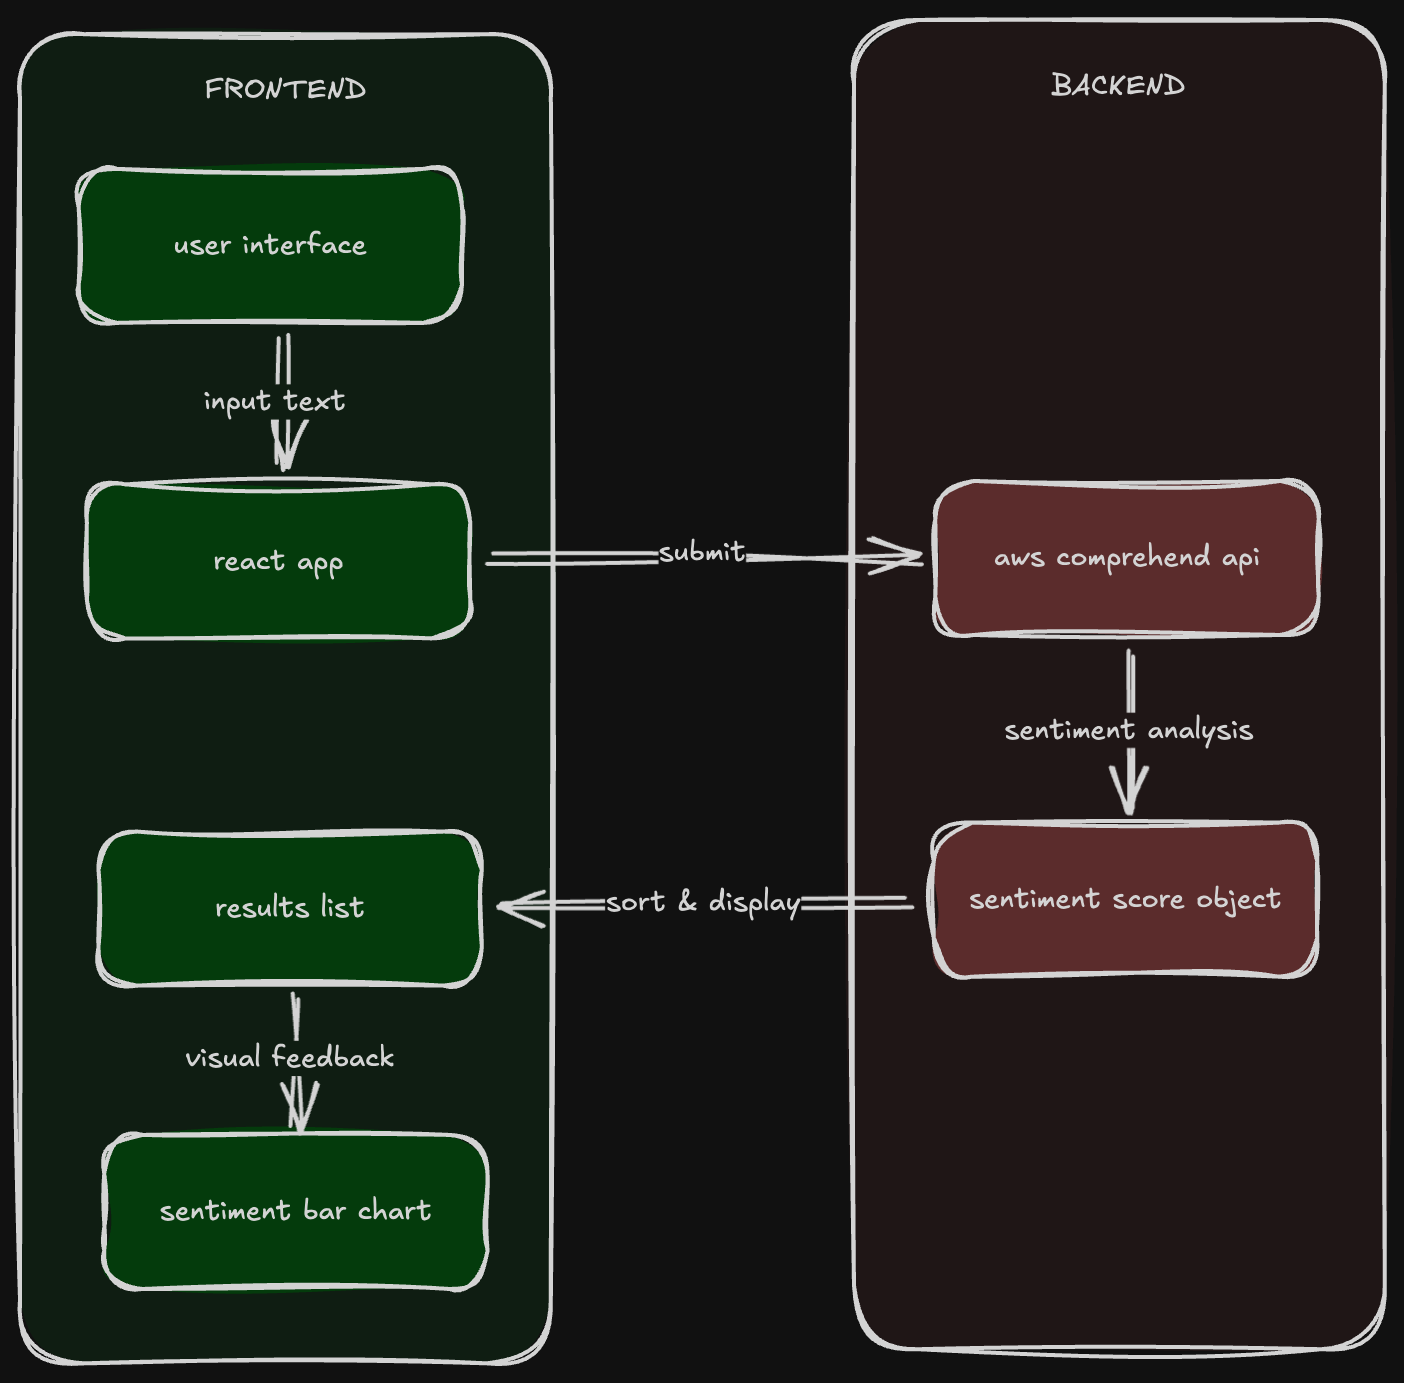 FRONTEND
BACKEND
user interface
input text
react app
submit
aws comprehend api
sentiment analysis
sentiment score object
sort & display
results list
visual feedback
sentiment bar chart